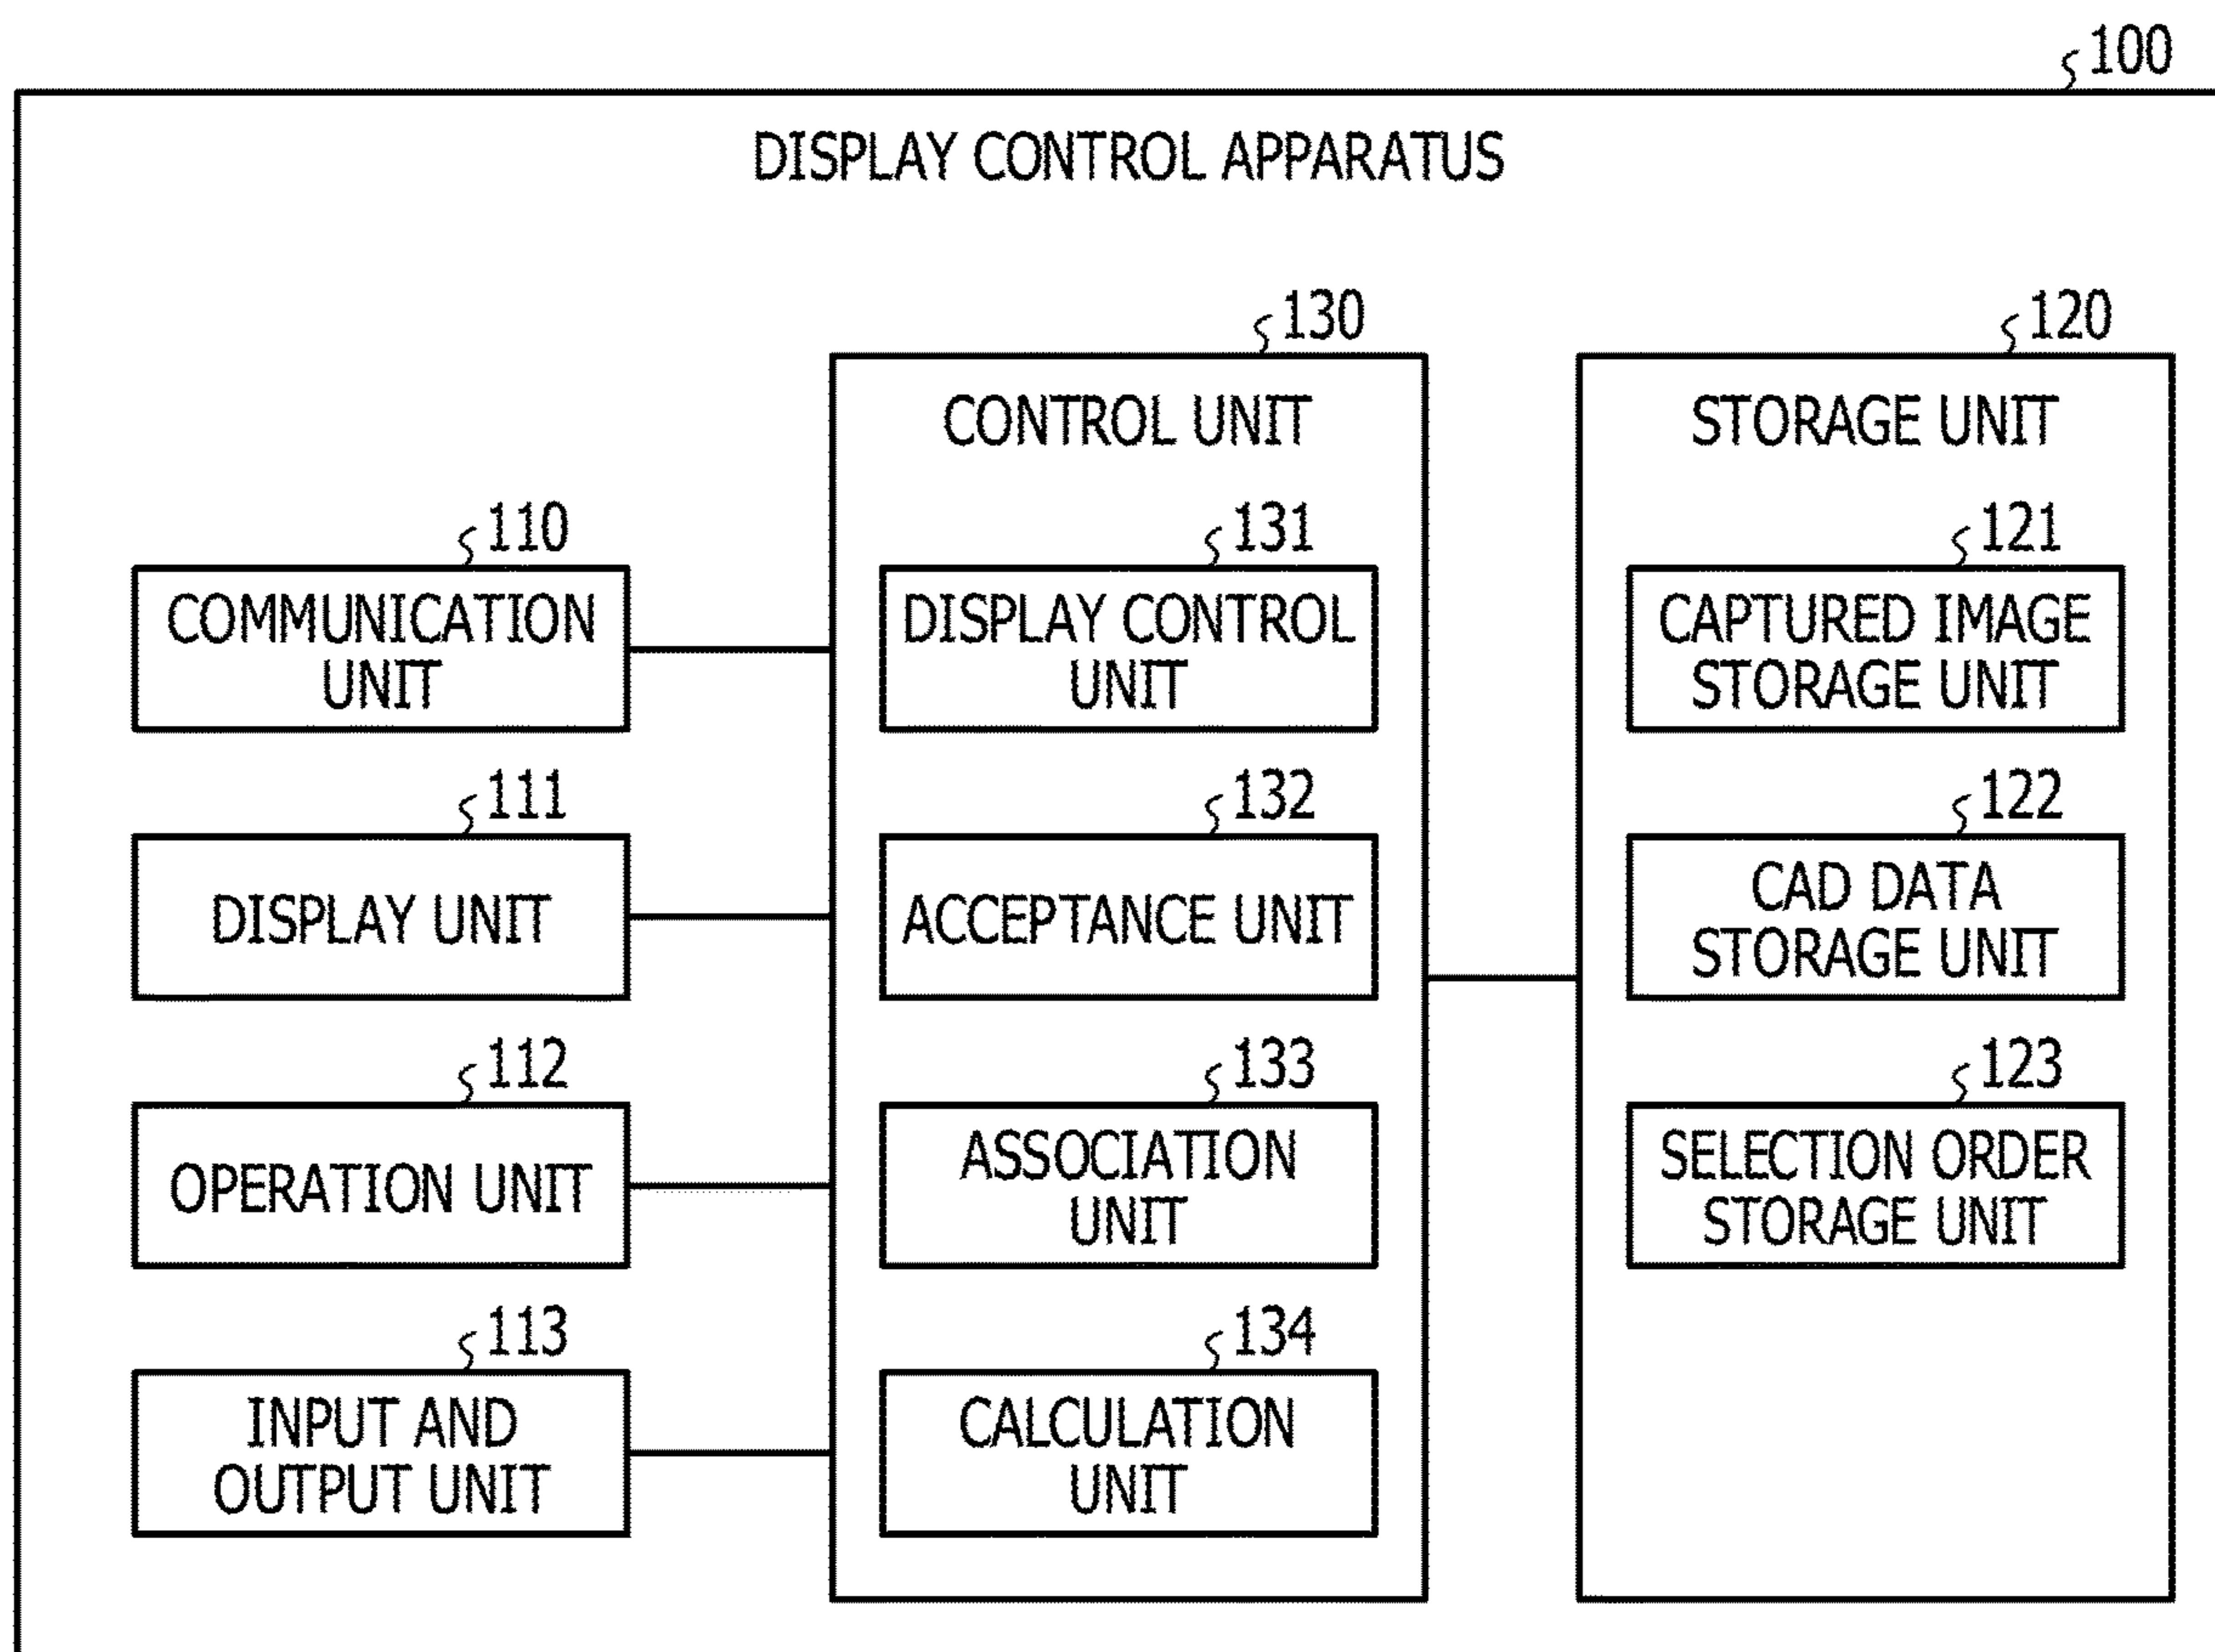 100
DISPLAY CONTROL APPARATUS
130
CONTROL UNIT
120
STORAGE UNIT
110
COMMUNICATION
UNIT
131
DISPLAY CONTROL
UNIT
121
CAPTURED IMAGE
STORAGE UNIT
111
DISPLAY UNIT
132
ACCEPTANCE UNIT
122
CAD DATA
STORAGE UNIT
112
OPERATION UNIT
133
ASSOCIATION
UNIT
123
SELECTION ORDER
STORAGE UNIT
113
INPUT AND
OUTPUT UNIT
134
CALCULATION
UNIT